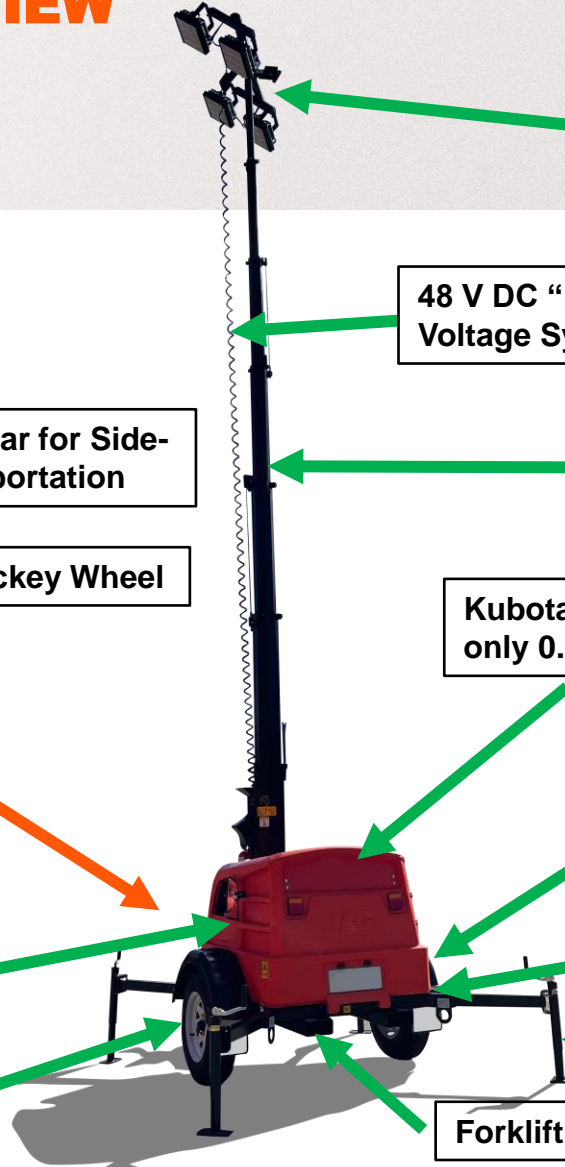 IEW
48 V DC “
Voltage Sy
ar for Side-
portation
ckey Wheel
Kubota
only 0.
Forklift